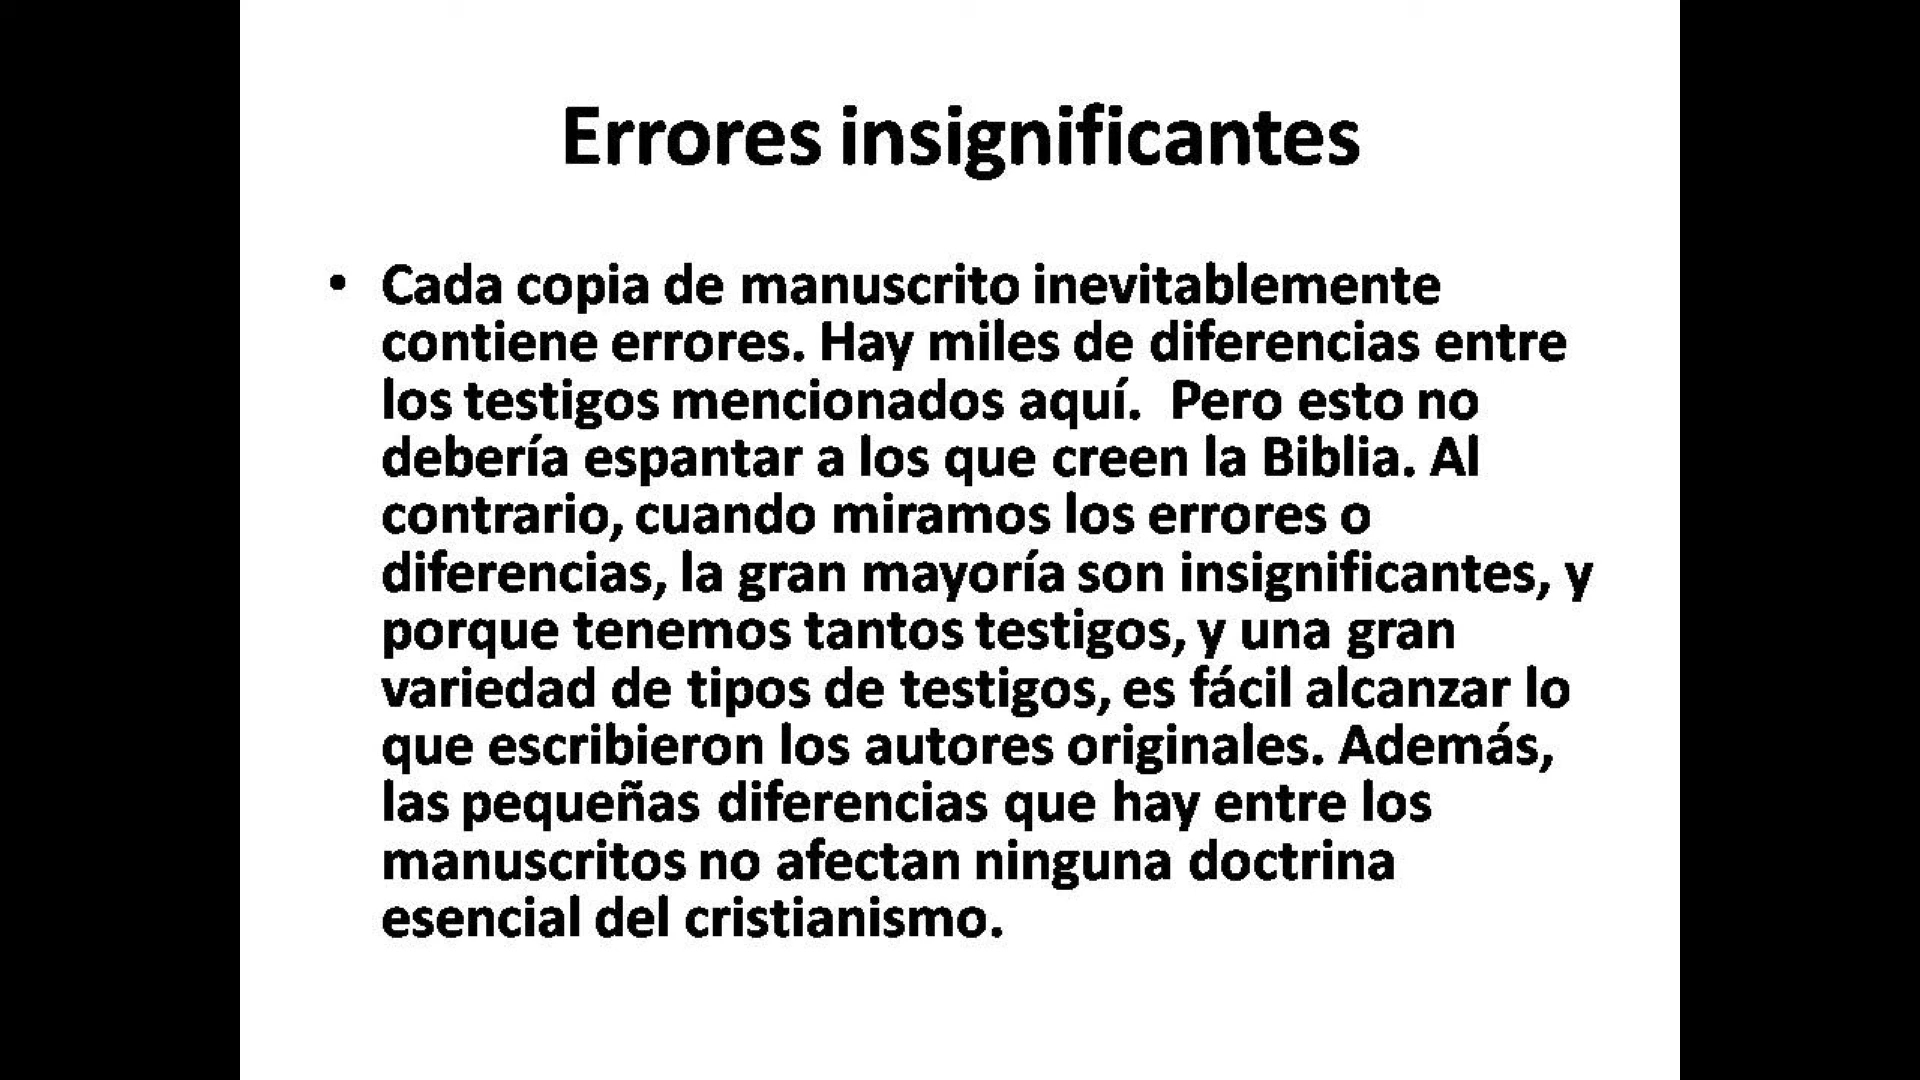 Errores insignificantes
• Cada copia de manuscrito inevitablemente
contiene errores. Hay miles de diferencias entre
los testigos mencionados aquí.  Pero esto no
debería espantar a los que creen la Biblia. Al
contrario, cuando miramos los errores o
diferencias, la gran mayoría son insignificantes, y
porque tenemos tantos testigos, y una gran
variedad de tipos de testigos, es fácil alcanzar lo
que escribieron los autores originales. Además,
las pequeñas diferencias que hay entre los
manuscritos no afectan ninguna doctrina
esencial del cristianismo.